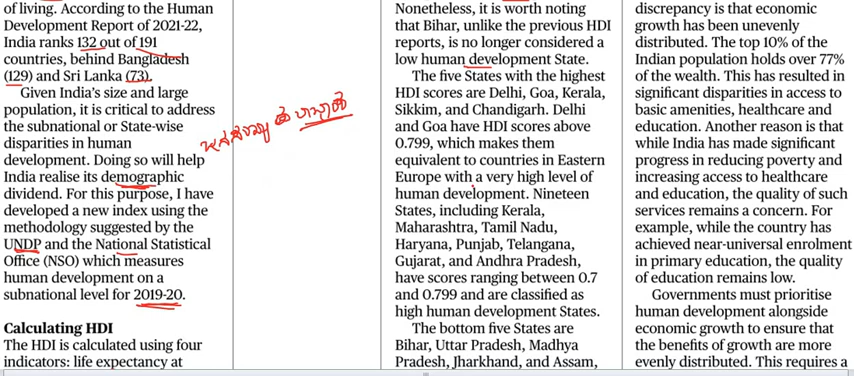 of living. According to the Human
Development Report of 2021-22,
India ranks 132 out of 191
countries, behind Bangladesh
(129) and Sri Lanka (73).
Given India's size and large
population, it is critical to address
the subnational or State-wise
disparities in human
development. Doing so will help
India realise its demographic
dividend. For this purpose, I have
developed a new index using the
methodology suggested by the
UNDP and the National Statistical
Office (NSO) which measures
human development on a
subnational level for 2019-20.
Calculating HDI
The HDI is calculated using four
indicators: life expectancy at
Nonetheless, it is worth noting
that Bihar, unlike the previous HDI
reports, is no longer considered a
low human development State.
The five States with the highest
HDI scores are Delhi, Goa, Kerala,
Sikkim, and Chandigarh. Delhi
and Goa have HDI scores above
0.799, which makes them
equivalent to countries in Eastern
Europe with a very high level of
human development. Nineteen
States, including Kerala,
Maharashtra, Tamil Nadu,
Haryana, Punjab, Telangana,
Gujarat, and Andhra Pradesh,
have scores ranging between 0.7
and 0.799 and are classified as
high human development States.
The bottom five States are
Bihar, Uttar Pradesh, Madhya
Pradesh, Jharkhand, and Assam,
discrepancy is that economic
growth has been unevenly
distributed. The top 10% of the
Indian population holds over 77%
of the wealth. This has resulted in
significant disparities in access to
basic amenities, healthcare and
education. Another reason is that
while India has made significant
progress in reducing poverty and
increasing access to healthcare
and education, the quality of such
services remains a concern. For
example, while the country has
achieved near-universal enrolment
in primary education, the quality
of education remains low.
Governments must prioritise
human development alongside
economic growth to ensure that
the benefits of growth are more
evenly distributed. This requires a